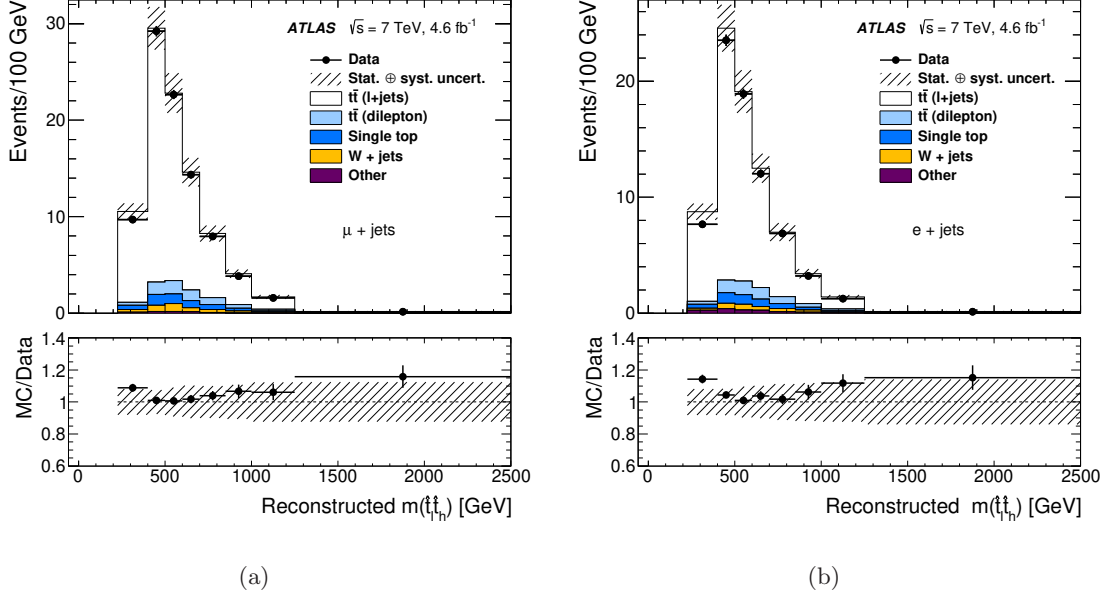 Events/100 GeV
30
20
10
0
ATLAS √s = 7 TeV, 4.6 fb-1
Data
Stat. ⊕ syst. uncert.
tt̄ (l+jets)
tt̄ (dilepton)
Single top
W + jets
Other
μ + jets
MC/Data
1.4
1.2
1
0.8
0.6
0 500 1000 1500 2000 2500
Reconstructed m(t̂lt̂h) [GeV]
(a)
Events/100 GeV
20
10
0
ATLAS √s = 7 TeV, 4.6 fb-1
Data
Stat. ⊕ syst. uncert.
tt̄ (l+jets)
tt̄ (dilepton)
Single top
W + jets
Other
e + jets
MC/Data
1.4
1.2
1
0.8
0.6
0 500 1000 1500 2000 2500
Reconstructed m(t̂lt̂h) [GeV]
(b)